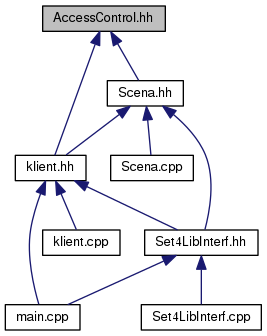 AccessControl.hh
Scena.hh
klient.hh
Scena.cpp
klient.cpp
Set4LibInterf.hh
main.cpp
Set4LibInterf.cpp